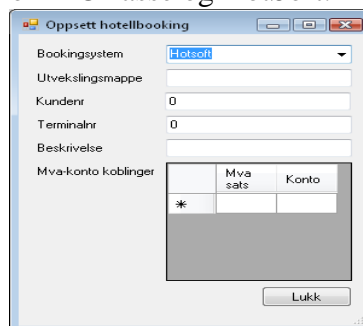 Oppsett hotellbooking
Bookingsystem Hotsoft
Utvekslingsmappe
Kundenr 0
Terminalnr 0
Beskrivelse
Mva-konto koblinger
Mva sats Konto
*
Lukk